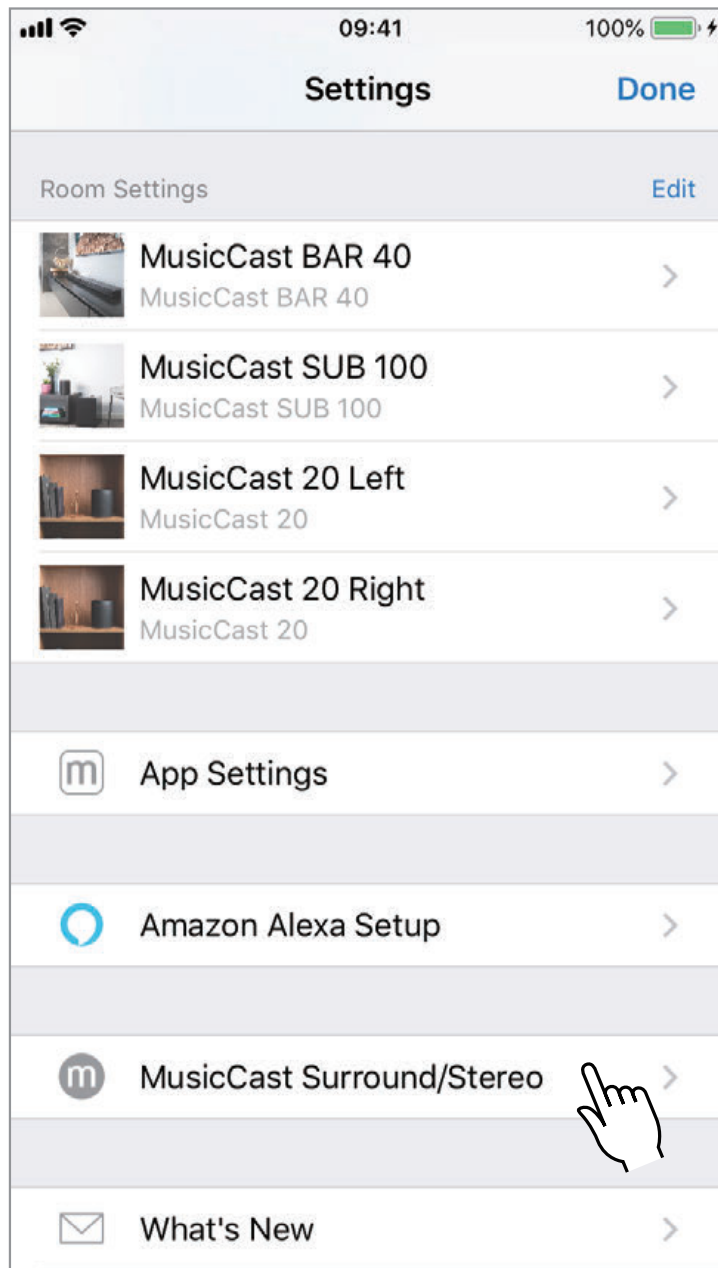 09:41 100%
Settings Done
Room Settings Edit
MusicCast BAR 40
MusicCast BAR 40
MusicCast SUB 100
MusicCast SUB 100
MusicCast 20 Left
MusicCast 20
MusicCast 20 Right
MusicCast 20
m App Settings
Amazon Alexa Setup
m MusicCast Surround/Stereo
What's New